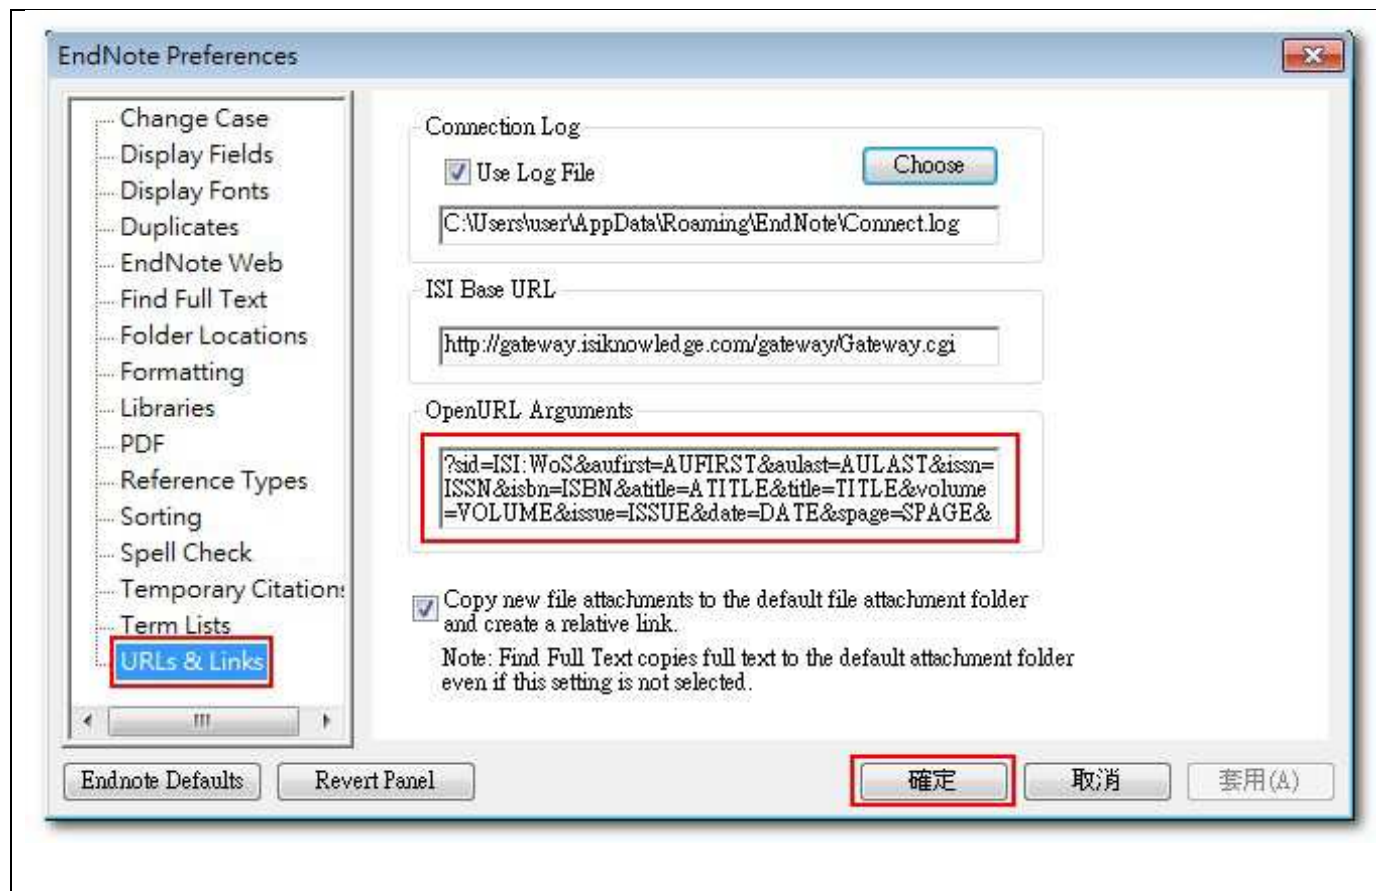 EndNote Preferences
Change Case
Display Fields
Display Fonts
Duplicates
EndNote Web
Find Full Text
Folder Locations
Formatting
Libraries
PDF
Reference Types
Sorting
Spell Check
Temporary Citation
Term Lists
URLs & Links
Connection Log
Use Log File
Choose
C:\Users\user\AppData\Roaming\EndNote\Connect.log
ISI Base URL
http://gateway.isiknowledge.com/gateway/Gateway.cgi
OpenURL Arguments
?sid=ISI:WoS&aufirst=AUFIRST&aulast=AULAST&issn=
ISSN&isbn=ISBN&atitle=ATITLE&title=TITLE&volume
=VOLUME&issue=ISSUE&date=DATE&spage=SPAGE&
Copy new file attachments to the default file attachment folder
and create a relative link.
Note: Find Full Text copies full text to the default attachment folder
even if this setting is not selected.
Endnote Defaults
Revert Panel
確定
取消
套用(A)